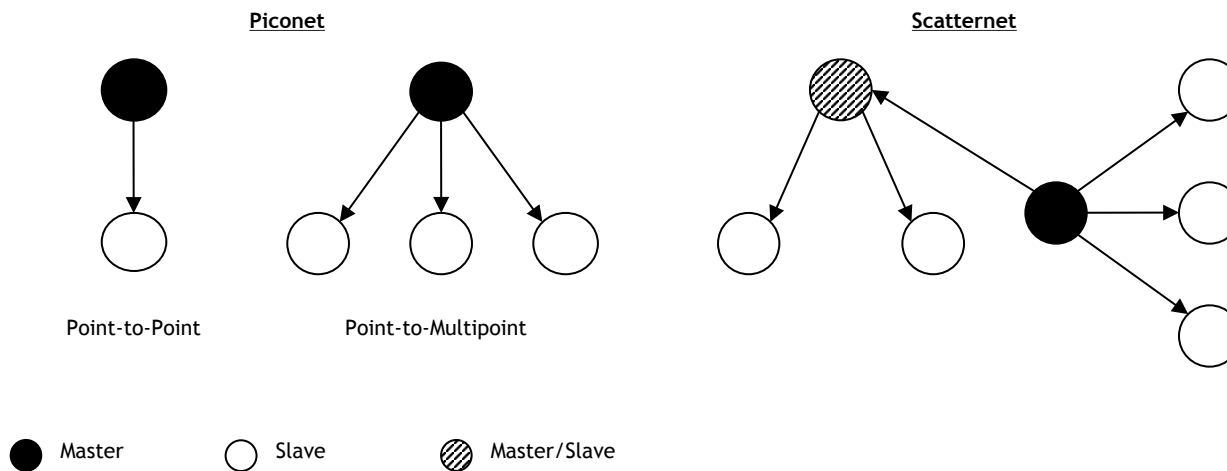 Piconet
Scatternet
Point-to-Point
Point-to-Multipoint
Master
Slave
Master/Slave